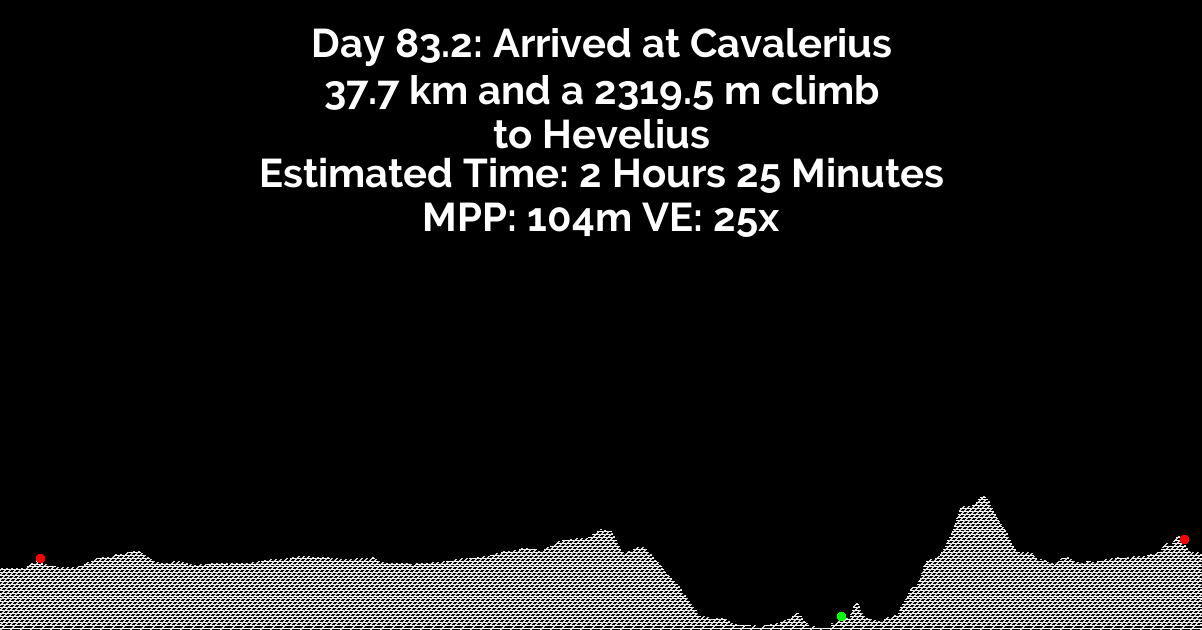 Day 83.2: Arrived at Cavalerius
37.7 km and a 2319.5 m climb
to Hevelius
Estimated Time: 2 Hours 25 Minutes
MPP: 104m VE: 25x